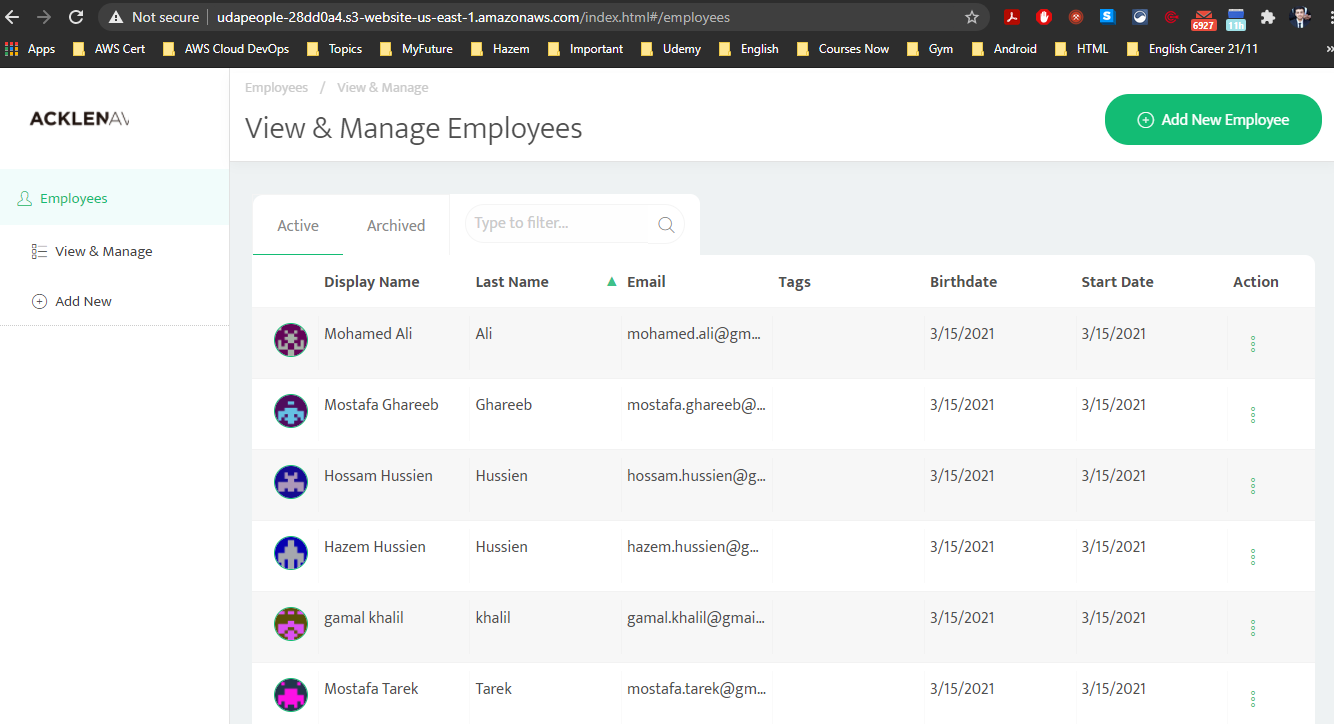 Not secure udapeople-28dd0a4.s3-website-us-east-1.amazonaws.com/index.html#/employees
6927 11b
Apps AWS Cert AWS Cloud DevOps Topics MyFuture Hazem Important Udemy English Courses Now Gym Android HTML English Career 21/11 »
ACKLENAV
Employees / View & Manage
View & Manage Employees
Add New Employee
Employees
View & Manage
Add New
Active Archived Type to filter...
Display Name Last Name Email Tags Birthdate Start Date Action
Mohamed Ali Ali mohamed.ali@gm... 3/15/2021 3/15/2021
Mostafa Ghareeb Ghareeb mostafa.ghareeb@... 3/15/2021 3/15/2021
Hossam Hussien Hussien hossam.hussien@g... 3/15/2021 3/15/2021
Hazem Hussien Hussien hazem.hussien@g... 3/15/2021 3/15/2021
gamal khalil khalil gamal.khalil@gmai... 3/15/2021 3/15/2021
Mostafa Tarek Tarek mostafa.tarek@gm... 3/15/2021 3/15/2021